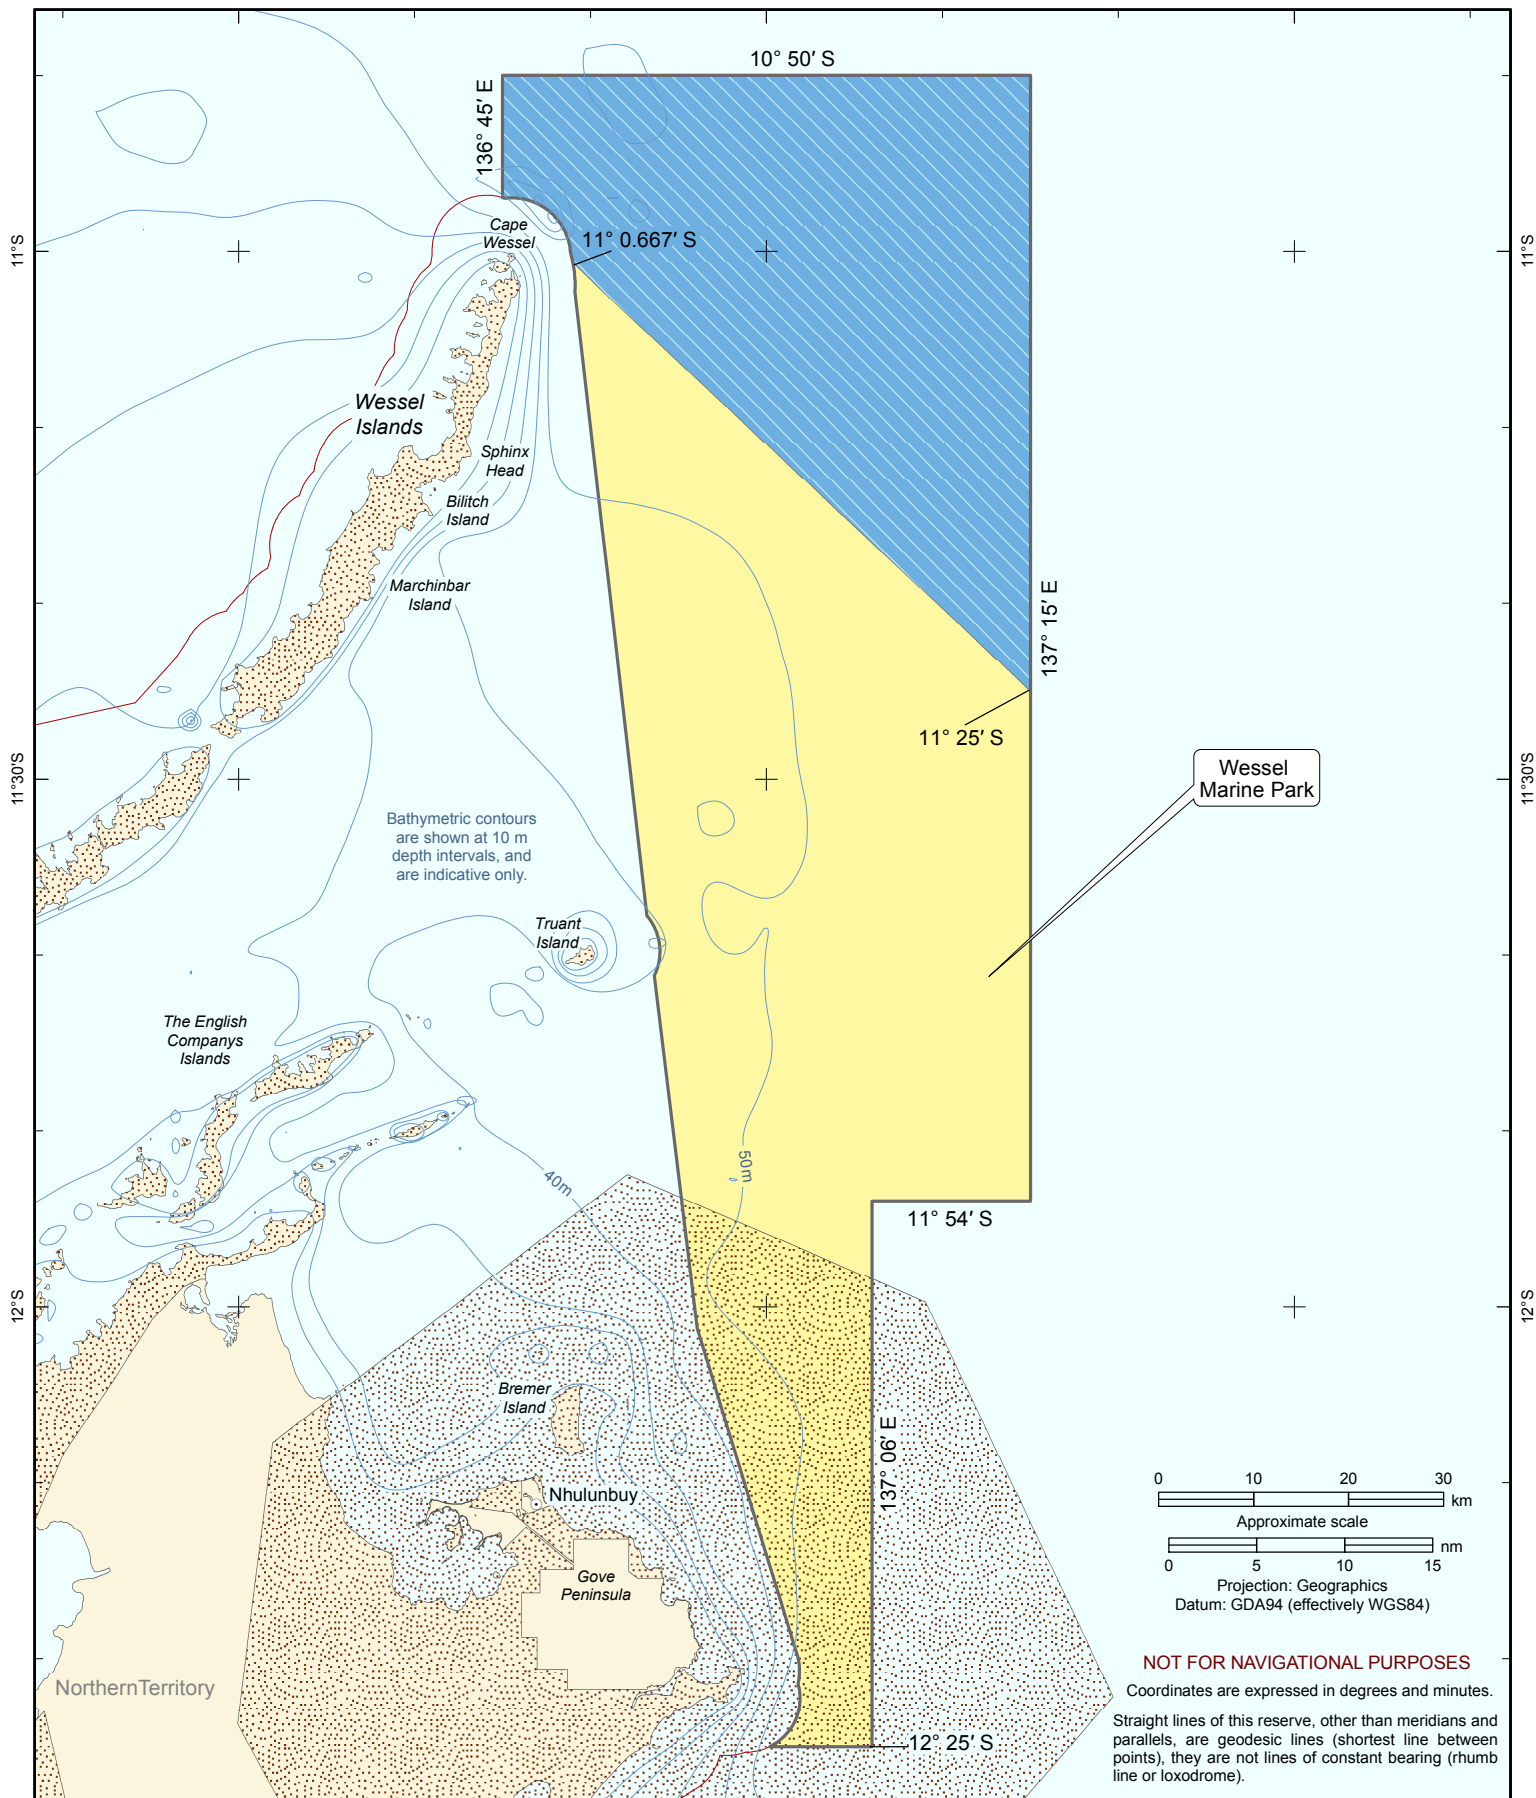 10° 50′ S
136° 45′ E
Cape
Wessel
11° 0.667′ S
11°S
11°S
Wessel
Islands
Sphinx
Head
Bilitch
Island
Marchinbar
Island
137° 15′ E
11° 25′ S
Wessel
Marine Park
11°30′S
11°30′S
Bathymetric contours
are shown at 10 m
depth intervals, and
are indicative only.
Truant
Island
The English
Companys
Islands
40m
50m
11° 54′ S
12°S
12°S
Bremer
Island
137° 06′ E
Nhulunbuy
Gove
Peninsula
NorthernTerritory
0 10 20 30
km
Approximate scale
nm
0 5 10 15
Projection: Geographics
Datum: GDA94 (effectively WGS84)
NOT FOR NAVIGATIONAL PURPOSES
Coordinates are expressed in degrees and minutes.
Straight lines of this reserve, other than meridians and
parallels, are geodesic lines (shortest line between
points), they are not lines of constant bearing (rhumb
line or loxodrome).
12° 25′ S